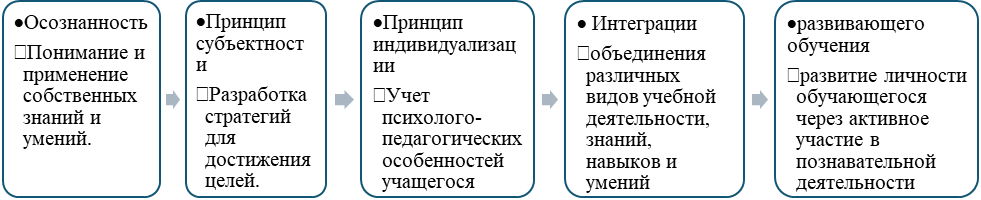 •Осознанность
Понимание и
применение
собственных
знаний и
умений.
•Принцип
субъектност
и
Разработка
стратегий
для
достижения
целей.
•Принцип
индивидуализац
ии
Учет
психолого-
педагогических
особенностей
учащегося
• Интеграции
объединения
различных
видов учебной
деятельности,
знаний,
навыков и
умений
•развивающего
обучения
развитие личности
обучающегося
через активное
участие в
познавательной
деятельности